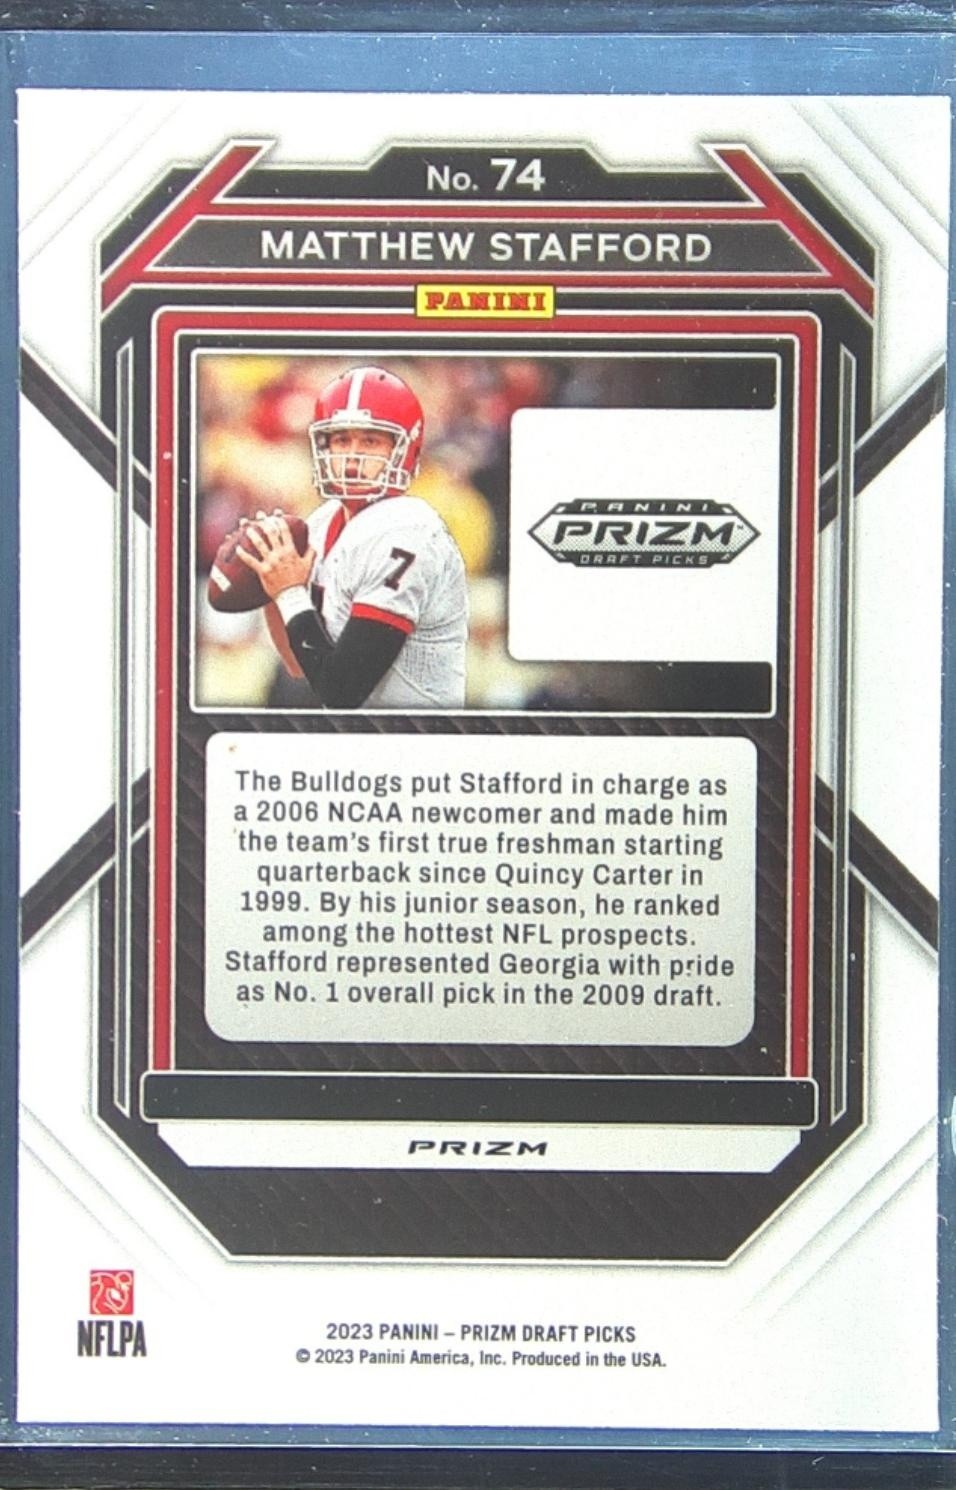 No. 74
MATTHEW STAFFORD
PANINI
7
PANINI
PRIZM™
DRAFT PICKS
The Bulldogs put Stafford in charge as
a 2006 NCAA newcomer and made him
the team's first true freshman starting
quarterback since Quincy Carter in
1999. By his junior season, he ranked
among the hottest NFL prospects.
Stafford represented Georgia with pride
as No. 1 overall pick in the 2009 draft.
PRIZM
NFLPA
2023 PANINI – PRIZM DRAFT PICKS
© 2023 Panini America, Inc. Produced in the USA.